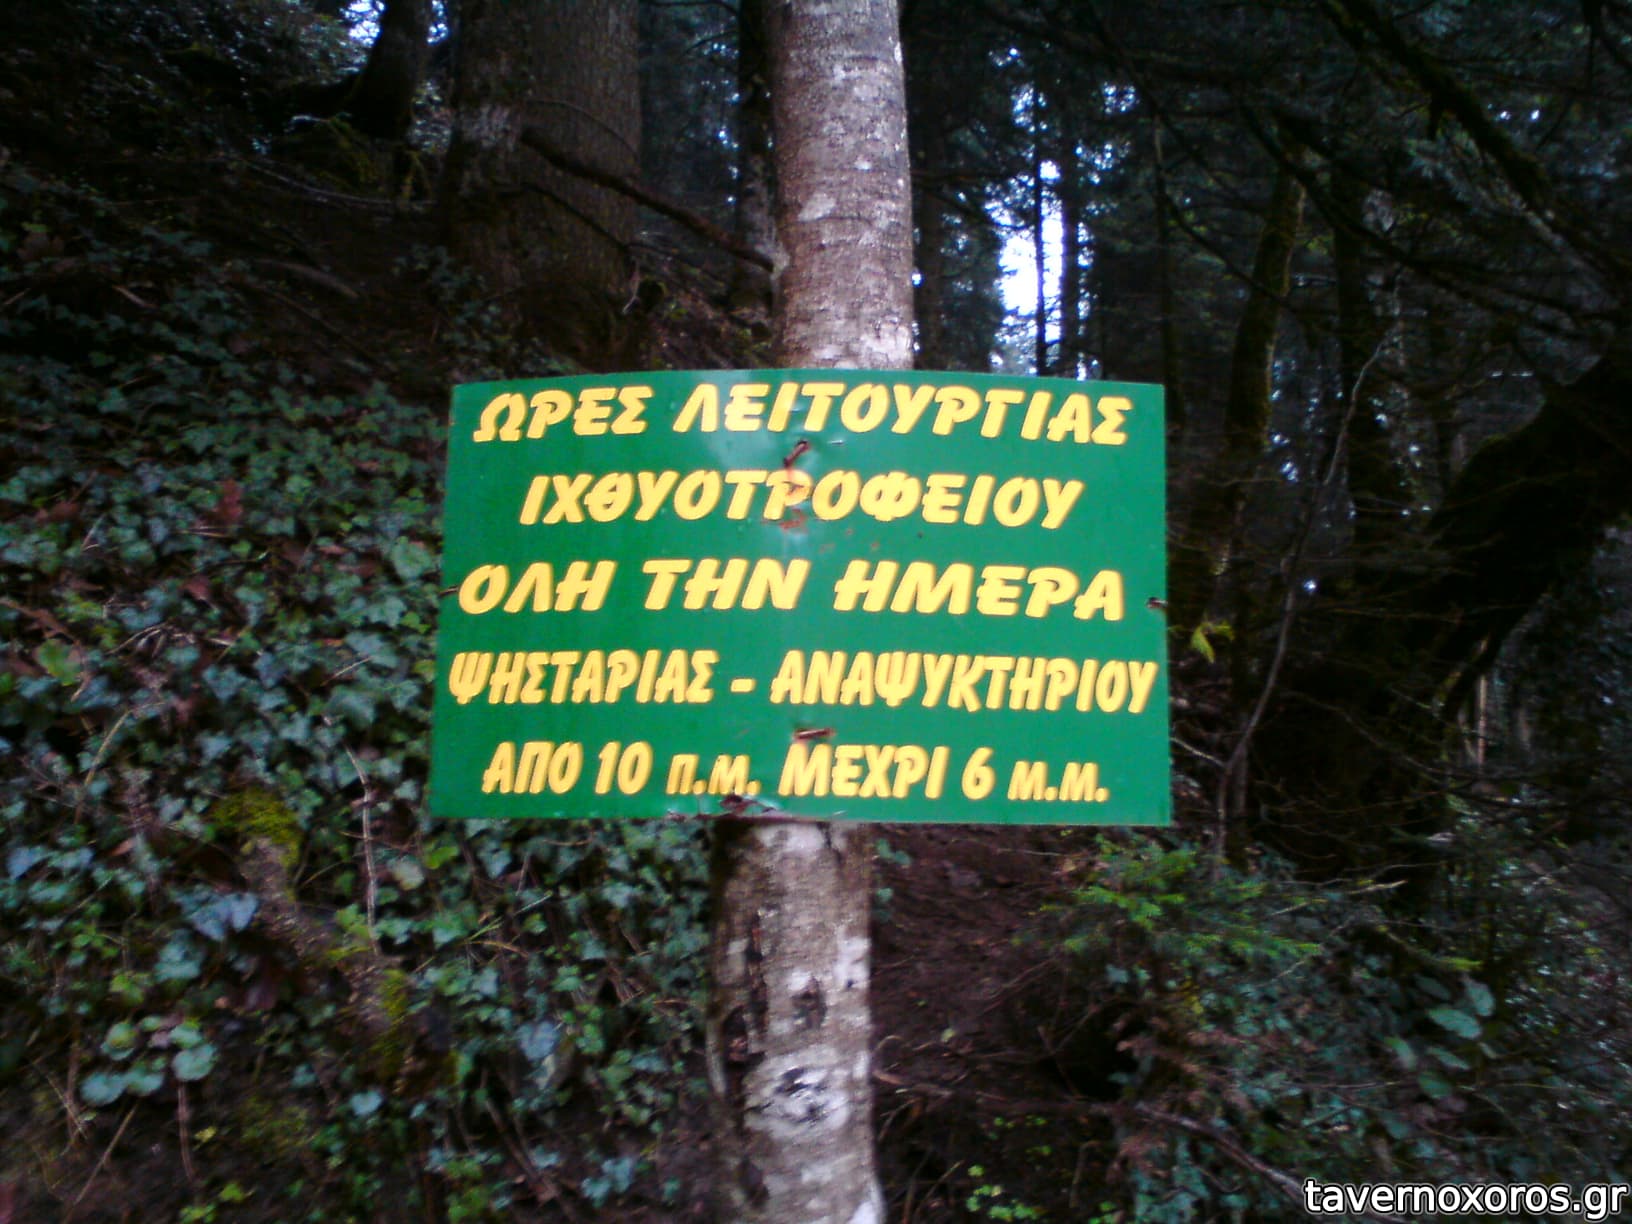 ΩΡΕΣ ΛΕΙΤΟΥΡΓΙΑΣ
ΙΧΘΥΟΤΡΟΦΕΙΟΥ
ΟΛΗ ΤΗΝ ΗΜΕΡΑ
ΨΗΣΤΑΡΙΑΣ - ΑΝΑΨΥΚΤΗΡΙΟΥ
ΑΠΟ 10 π.μ. ΜΕΧΡΙ 6 μ.μ.
tavernoxoros.gr